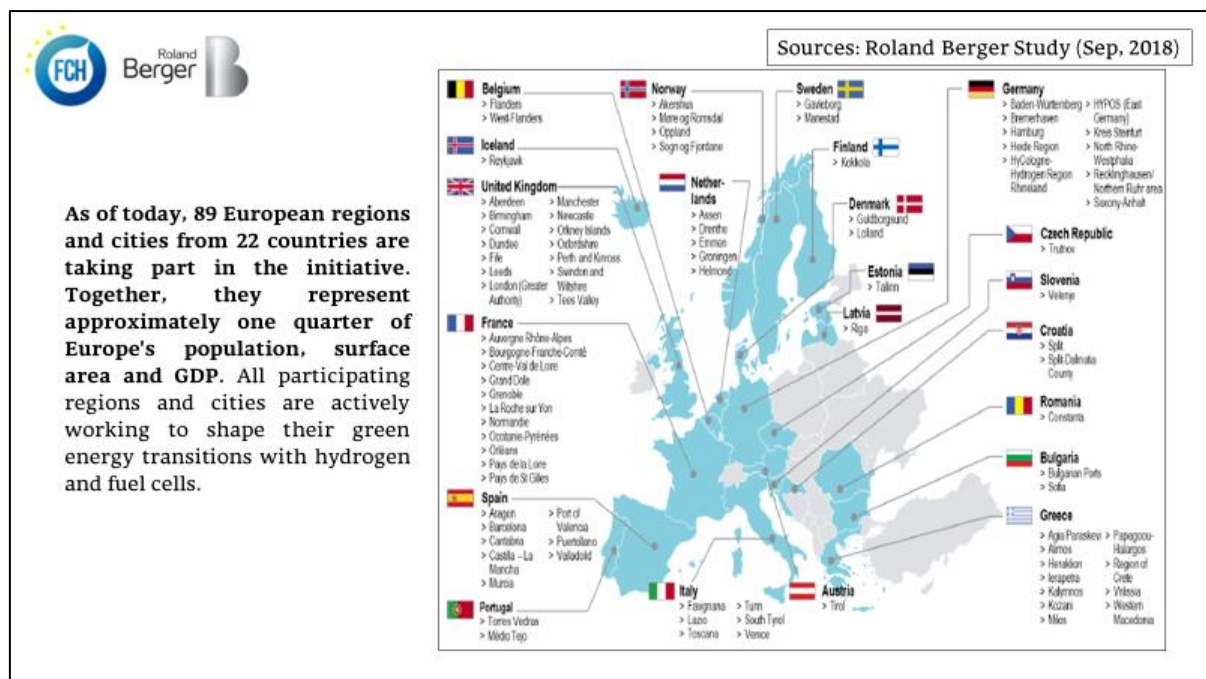 FCH
Roland
Berger
Sources: Roland Berger Study (Sep, 2018)
As of today, 89 European regions
and cities from 22 countries are
taking part in the initiative.
Together, they represent
approximately one quarter of
Europe's population, surface
area and GDP. All participating
regions and cities are actively
working to shape their green
energy transitions with hydrogen
and fuel cells.
Belgium
> Flanders
> West-Flanders
Iceland
> Reykjavik
United Kingdom
> Aberdeen
> Birmingham
> Cornwall
> Dundee
> Fife
> Leeds
> London (Greater
Authority)
> Manchester
> Newcastle
> Orkney Islands
> Oxfordshire
> Perth and Kinross
> Swindon and
Wiltshire
> Tees Valley
France
> Auvergne Rhône-Alpes
> Bourgogne-Franche-Comté
> Centre-Val de Loire
> Grand Dole
> Grenoble
> La Roche sur Yon
> Normandie
> Occitanie-Pyrénées
> Orléans
> Pays de la Loire
> Pays de St Gilles
Spain
> Aragon
> Barcelona
> Cantabria
> Castilla – La
Mancha
> Murcia
> Port of
Valencia
> Puertollano
> Valladolid
Portugal
> Torres Vedras
> Médio Tejo
Norway
> Akershus
> Møre og Romsdal
> Oppland
> Sogn og Fjordane
Nether-
lands
> Assen
> Drenthe
> Emmen
> Groningen
> Helmond
Sweden
> Gavleborg
> Mariestad
Finland
> Kokkola
Denmark
> Guldborgsund
> Lolland
Estonia
> Tallinn
Latvia
> Riga
Italy
> Favignana
> Lazio
> Toscana
> Turin
> South Tyrol
> Venice
Austria
> Tirol
Germany
> Baden-Württemberg
> Bremerhaven
> Hamburg
> Heide Region
> HyCologne-
Hydrogen Region
Rhineland
> HYPOS (East
Germany)
> Kreis Steinfurt
> North Rhine-
Westphalia
> Recklinghausen/
Northern Ruhr area
> Saxony-Anhalt
Czech Republic
> Trutnov
Slovenia
> Velenje
Croatia
> Split
> Split-Dalmatia
County
Romania
> Constanta
Bulgaria
> Bulgarian Ports
> Sofia
Greece
> Agia Paraskevi
> Alimos
> Heraklion
> Ierapetra
> Kalymnos
> Kozani
> Milos
> Papagoou-
Holargos
> Region of
Crete
> Vrilissia
> Western
Macedonia